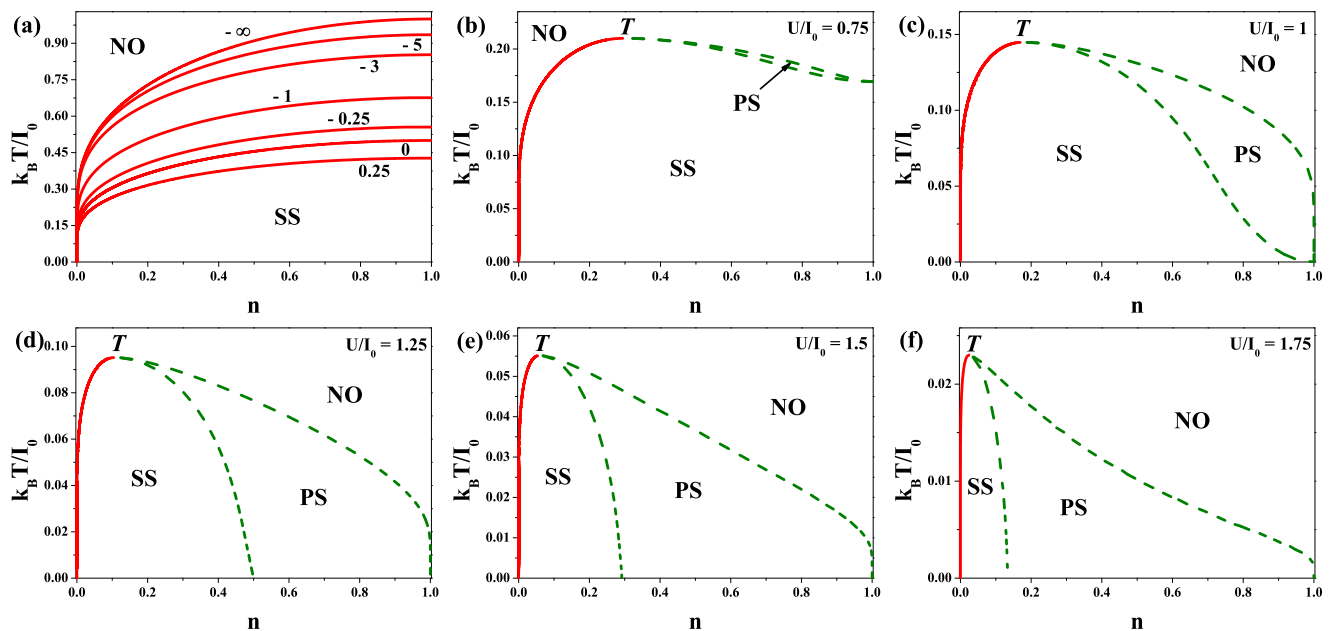 (a)
NO
- ∞
- 5
- 3
- 1
- 0.25
0
0.25
SS
0.90
0.75
0.60
0.45
0.30
0.15
0.00
0.0 0.2 0.4 0.6 0.8 1.0
k_B T/I_0
n
(b)
NO
T
U/I_0 = 0.75
PS
SS
0.20
0.15
0.10
0.05
0.00
0.0 0.2 0.4 0.6 0.8 1.0
k_B T/I_0
n
(c)
T
U/I_0 = 1
NO
SS
PS
0.15
0.10
0.05
0.00
0.0 0.2 0.4 0.6 0.8 1.0
k_B T/I_0
n
(d)
T
U/I_0 = 1.25
NO
SS
PS
0.10
0.08
0.06
0.04
0.02
0.00
0.0 0.2 0.4 0.6 0.8 1.0
k_B T/I_0
n
(e)
T
U/I_0 = 1.5
NO
SS
PS
0.06
0.05
0.04
0.03
0.02
0.01
0.00
0.0 0.2 0.4 0.6 0.8 1.0
k_B T/I_0
n
(f)
T
U/I_0 = 1.75
NO
SS
PS
0.02
0.01
0.00
0.0 0.2 0.4 0.6 0.8 1.0
k_B T/I_0
n